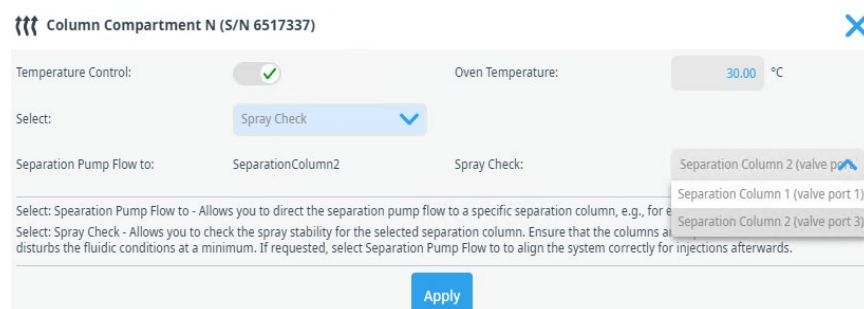 Column Compartment N (S/N 6517337)
Temperature Control:
Oven Temperature:
30.00 °C
Select:
Spray Check
Separation Pump Flow to:
SeparationColumn2
Spray Check:
Separation Column 2 (valve port
Separation Column 1 (valve port 1)
Separation Column 2 (valve port 3)
Select: Spearation Pump Flow to - Allows you to direct the separation pump flow to a specific separation column, e.g., for
Select: Spray Check - Allows you to check the spray stability for the selected separation column. Ensure that the columns
disturbs the fluidic conditions at a minimum. If requested, select Separation Pump Flow to to align the system correctly for injections afterwards.
Apply